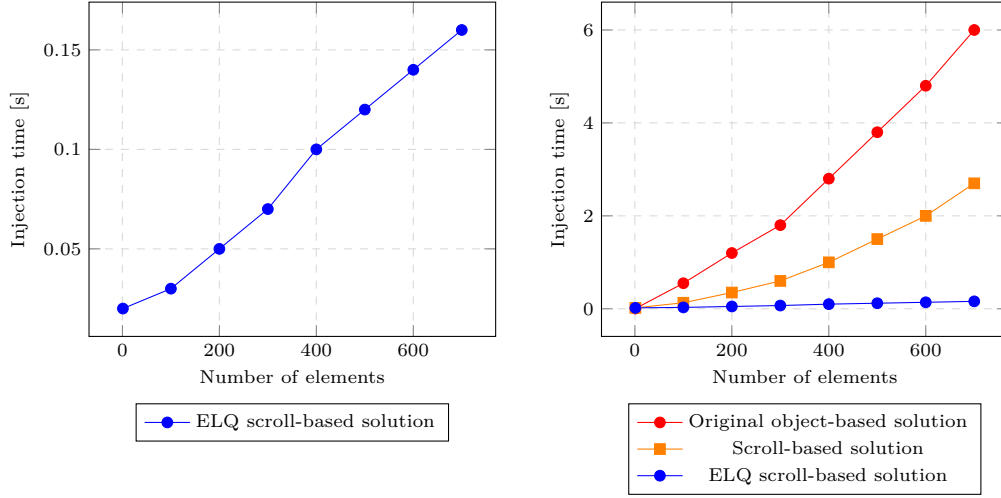 0.15
0.1
0.05
Injection time [s]
0 200 400 600
Number of elements
ELQ scroll-based solution
6
4
2
0
Injection time [s]
0 200 400 600
Number of elements
Original object-based solution
Scroll-based solution
ELQ scroll-based solution